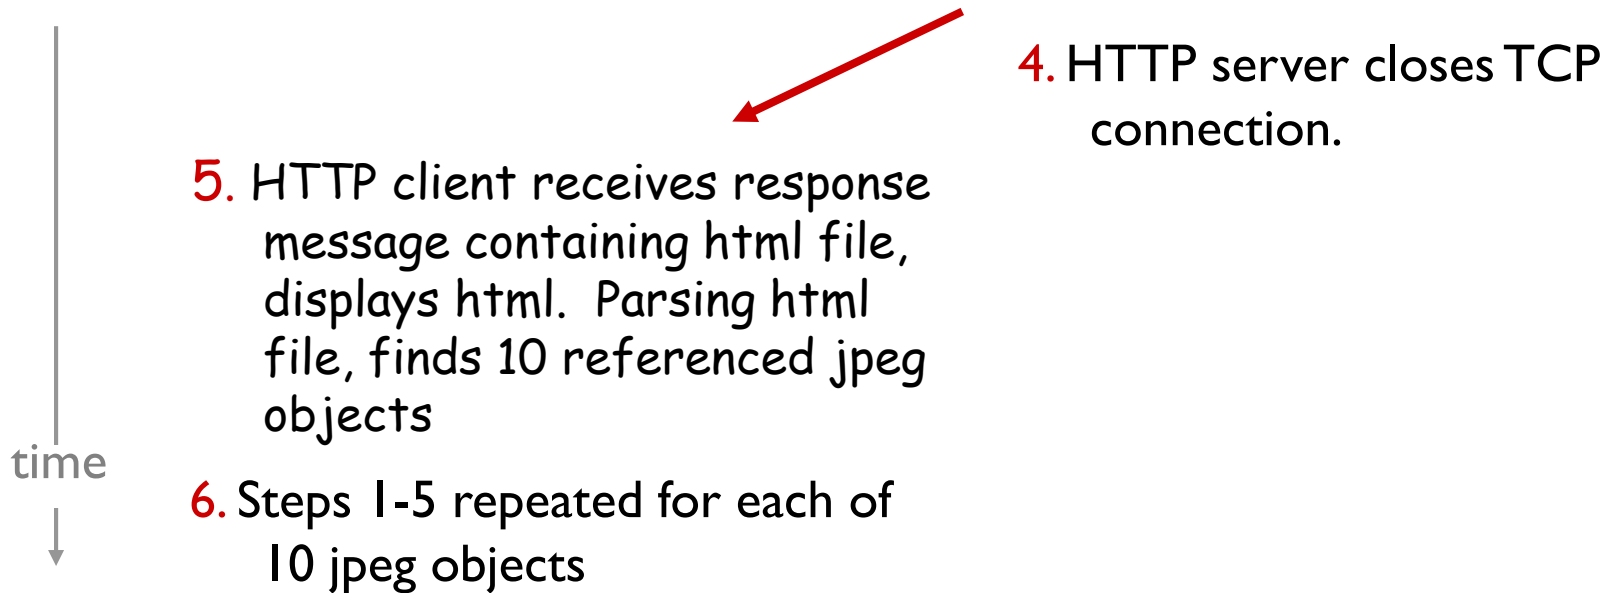 4. HTTP server closes TCP
connection.
5. HTTP client receives response
message containing html file,
displays html. Parsing html
file, finds 10 referenced jpeg
objects
time
6. Steps 1-5 repeated for each of
10 jpeg objects